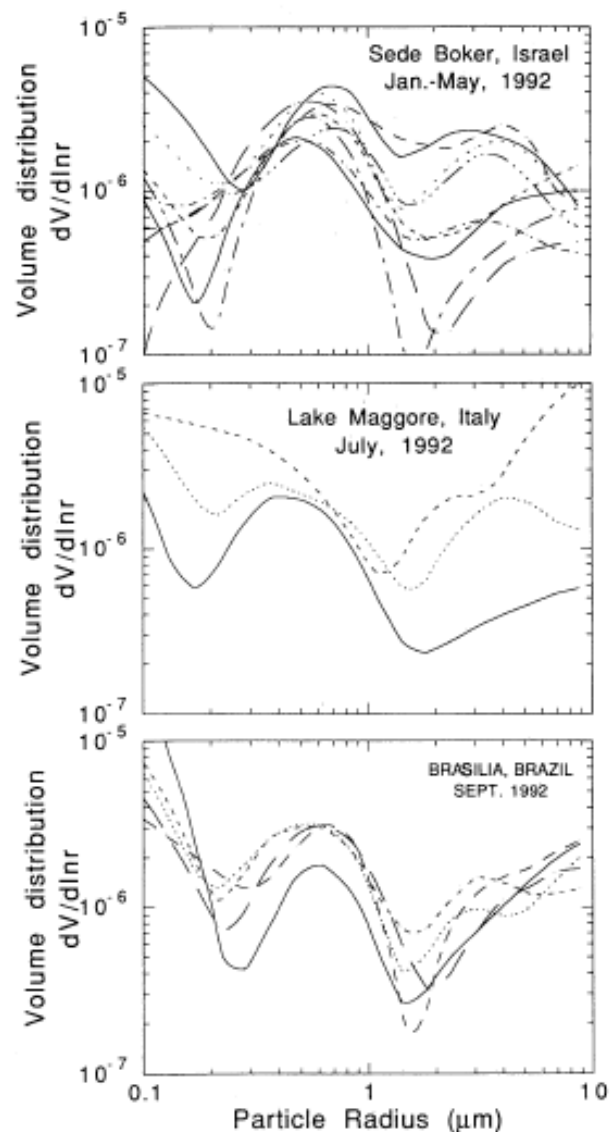 10^-5
Sede Boker, Israel
Jan.-May, 1992
Volume distribution
dV/dlnr
10^-6
10^-7
10^-5
Lake Maggore, Italy
July, 1992
Volume distribution
dV/dlnr
10^-6
10^-7
10^-5
BRASILIA, BRAZIL
SEPT. 1992
Volume distribution
dV/dlnr
10^-6
10^-7
0.1 1 10
Particle Radius (μm)